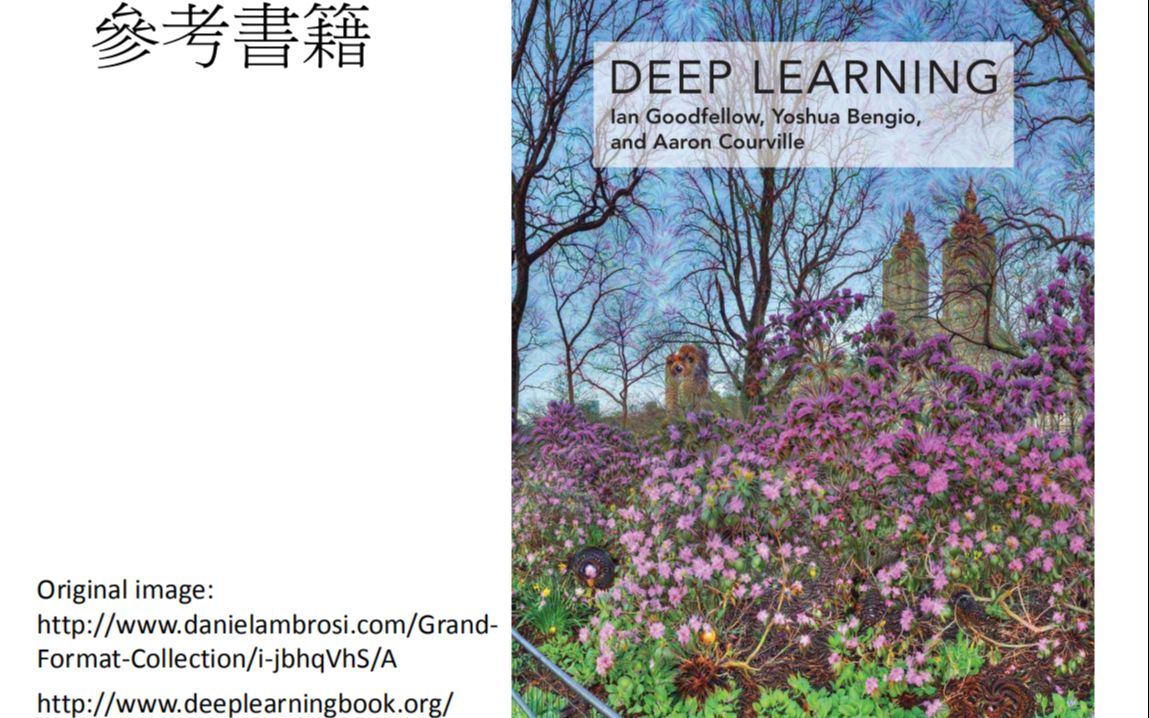 參考書籍
DEEP LEARNING
Ian Goodfellow, Yoshua Bengio,
and Aaron Courville
Original image:
http://www.danielambrosi.com/Grand-
Format-Collection/i-jbhqVhS/A
http://www.deeplearningbook.org/